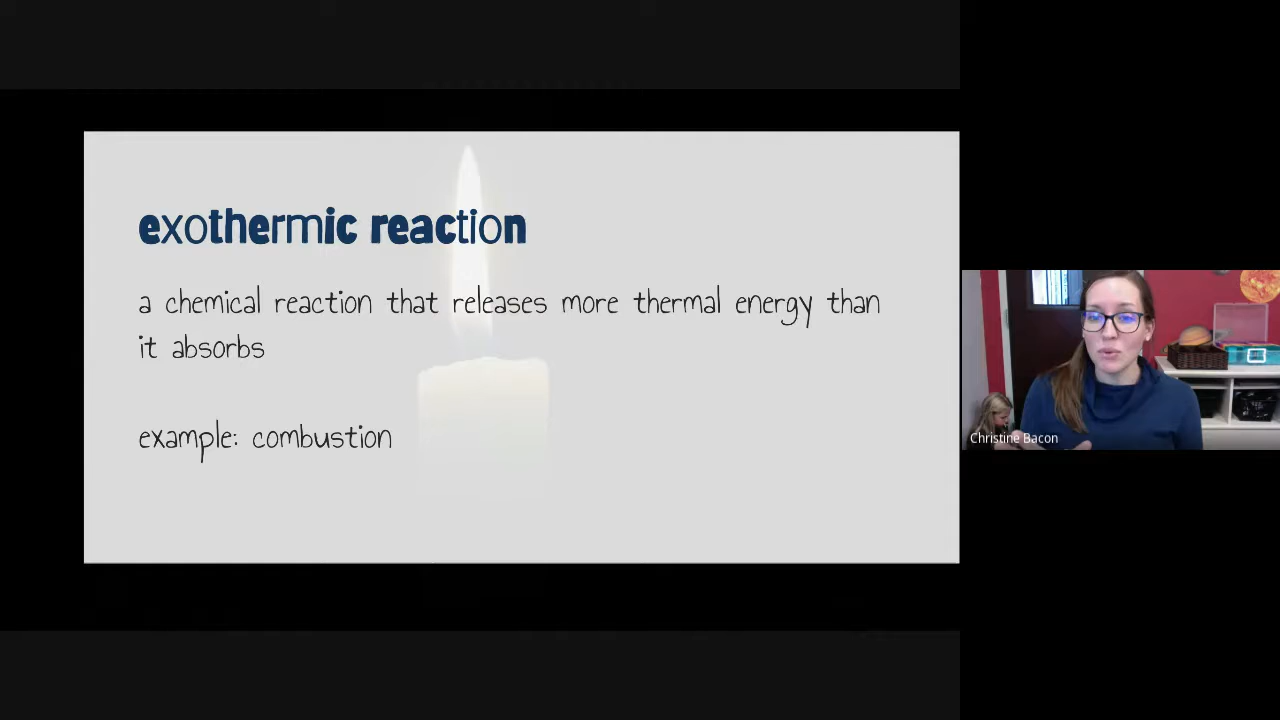 exothermic reaction
a chemical reaction that releases more thermal energy than
it absorbs
example: combustion
Christine Bacon